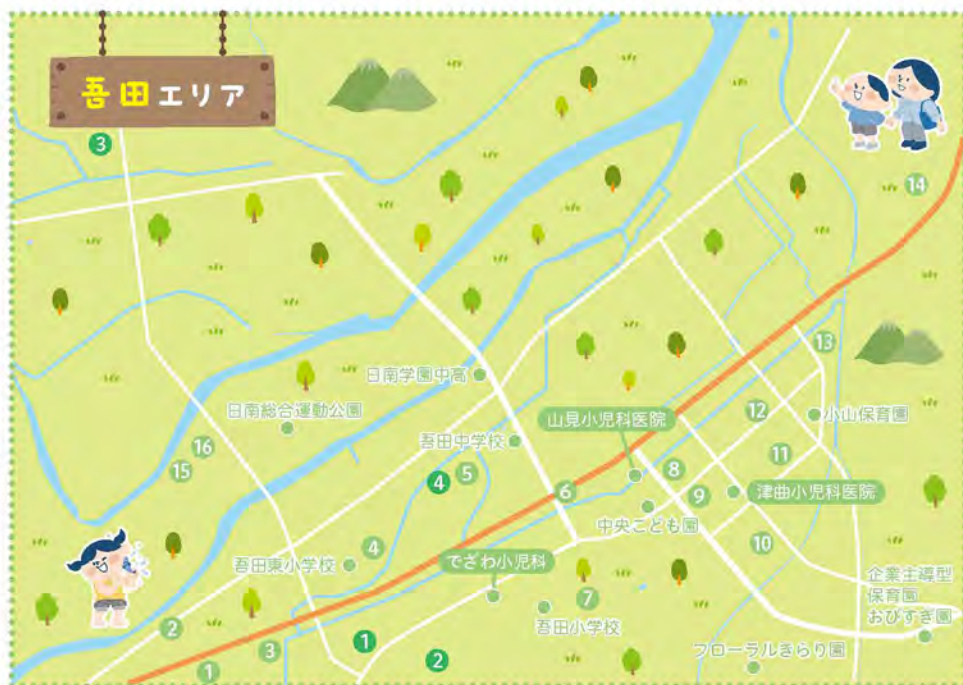 吾田エリア
3
14
日南学園中高
13
日南総合運動公園
山見小児科医院
12
小山保育園
16
吾田中学校
11
15
4
5
8
6
9
津曲小児科医院
中央こども園
4
10
吾田東小学校
でざわ小児科
企業主導型
保育園
おびすぎ園
7
2
吾田小学校
3
1
2
フローラルきらり園
1